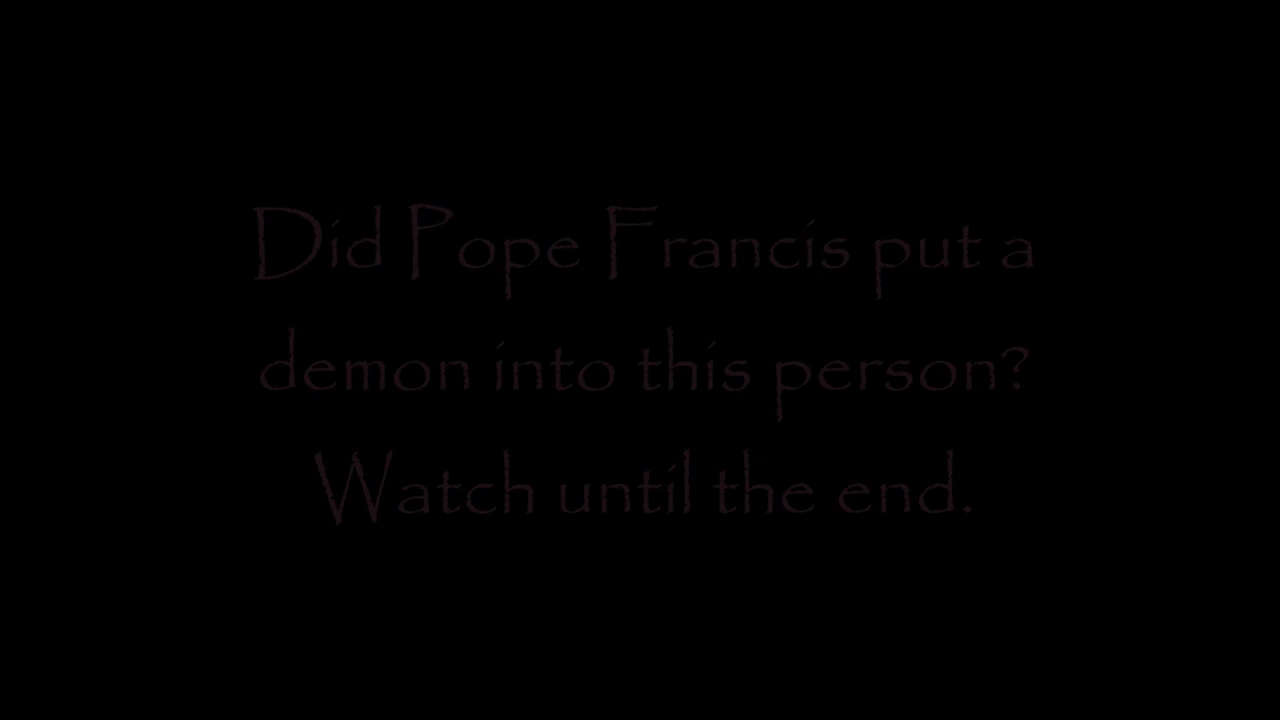 Did Pope Francis put a
demon into this person?
Watch until the end.